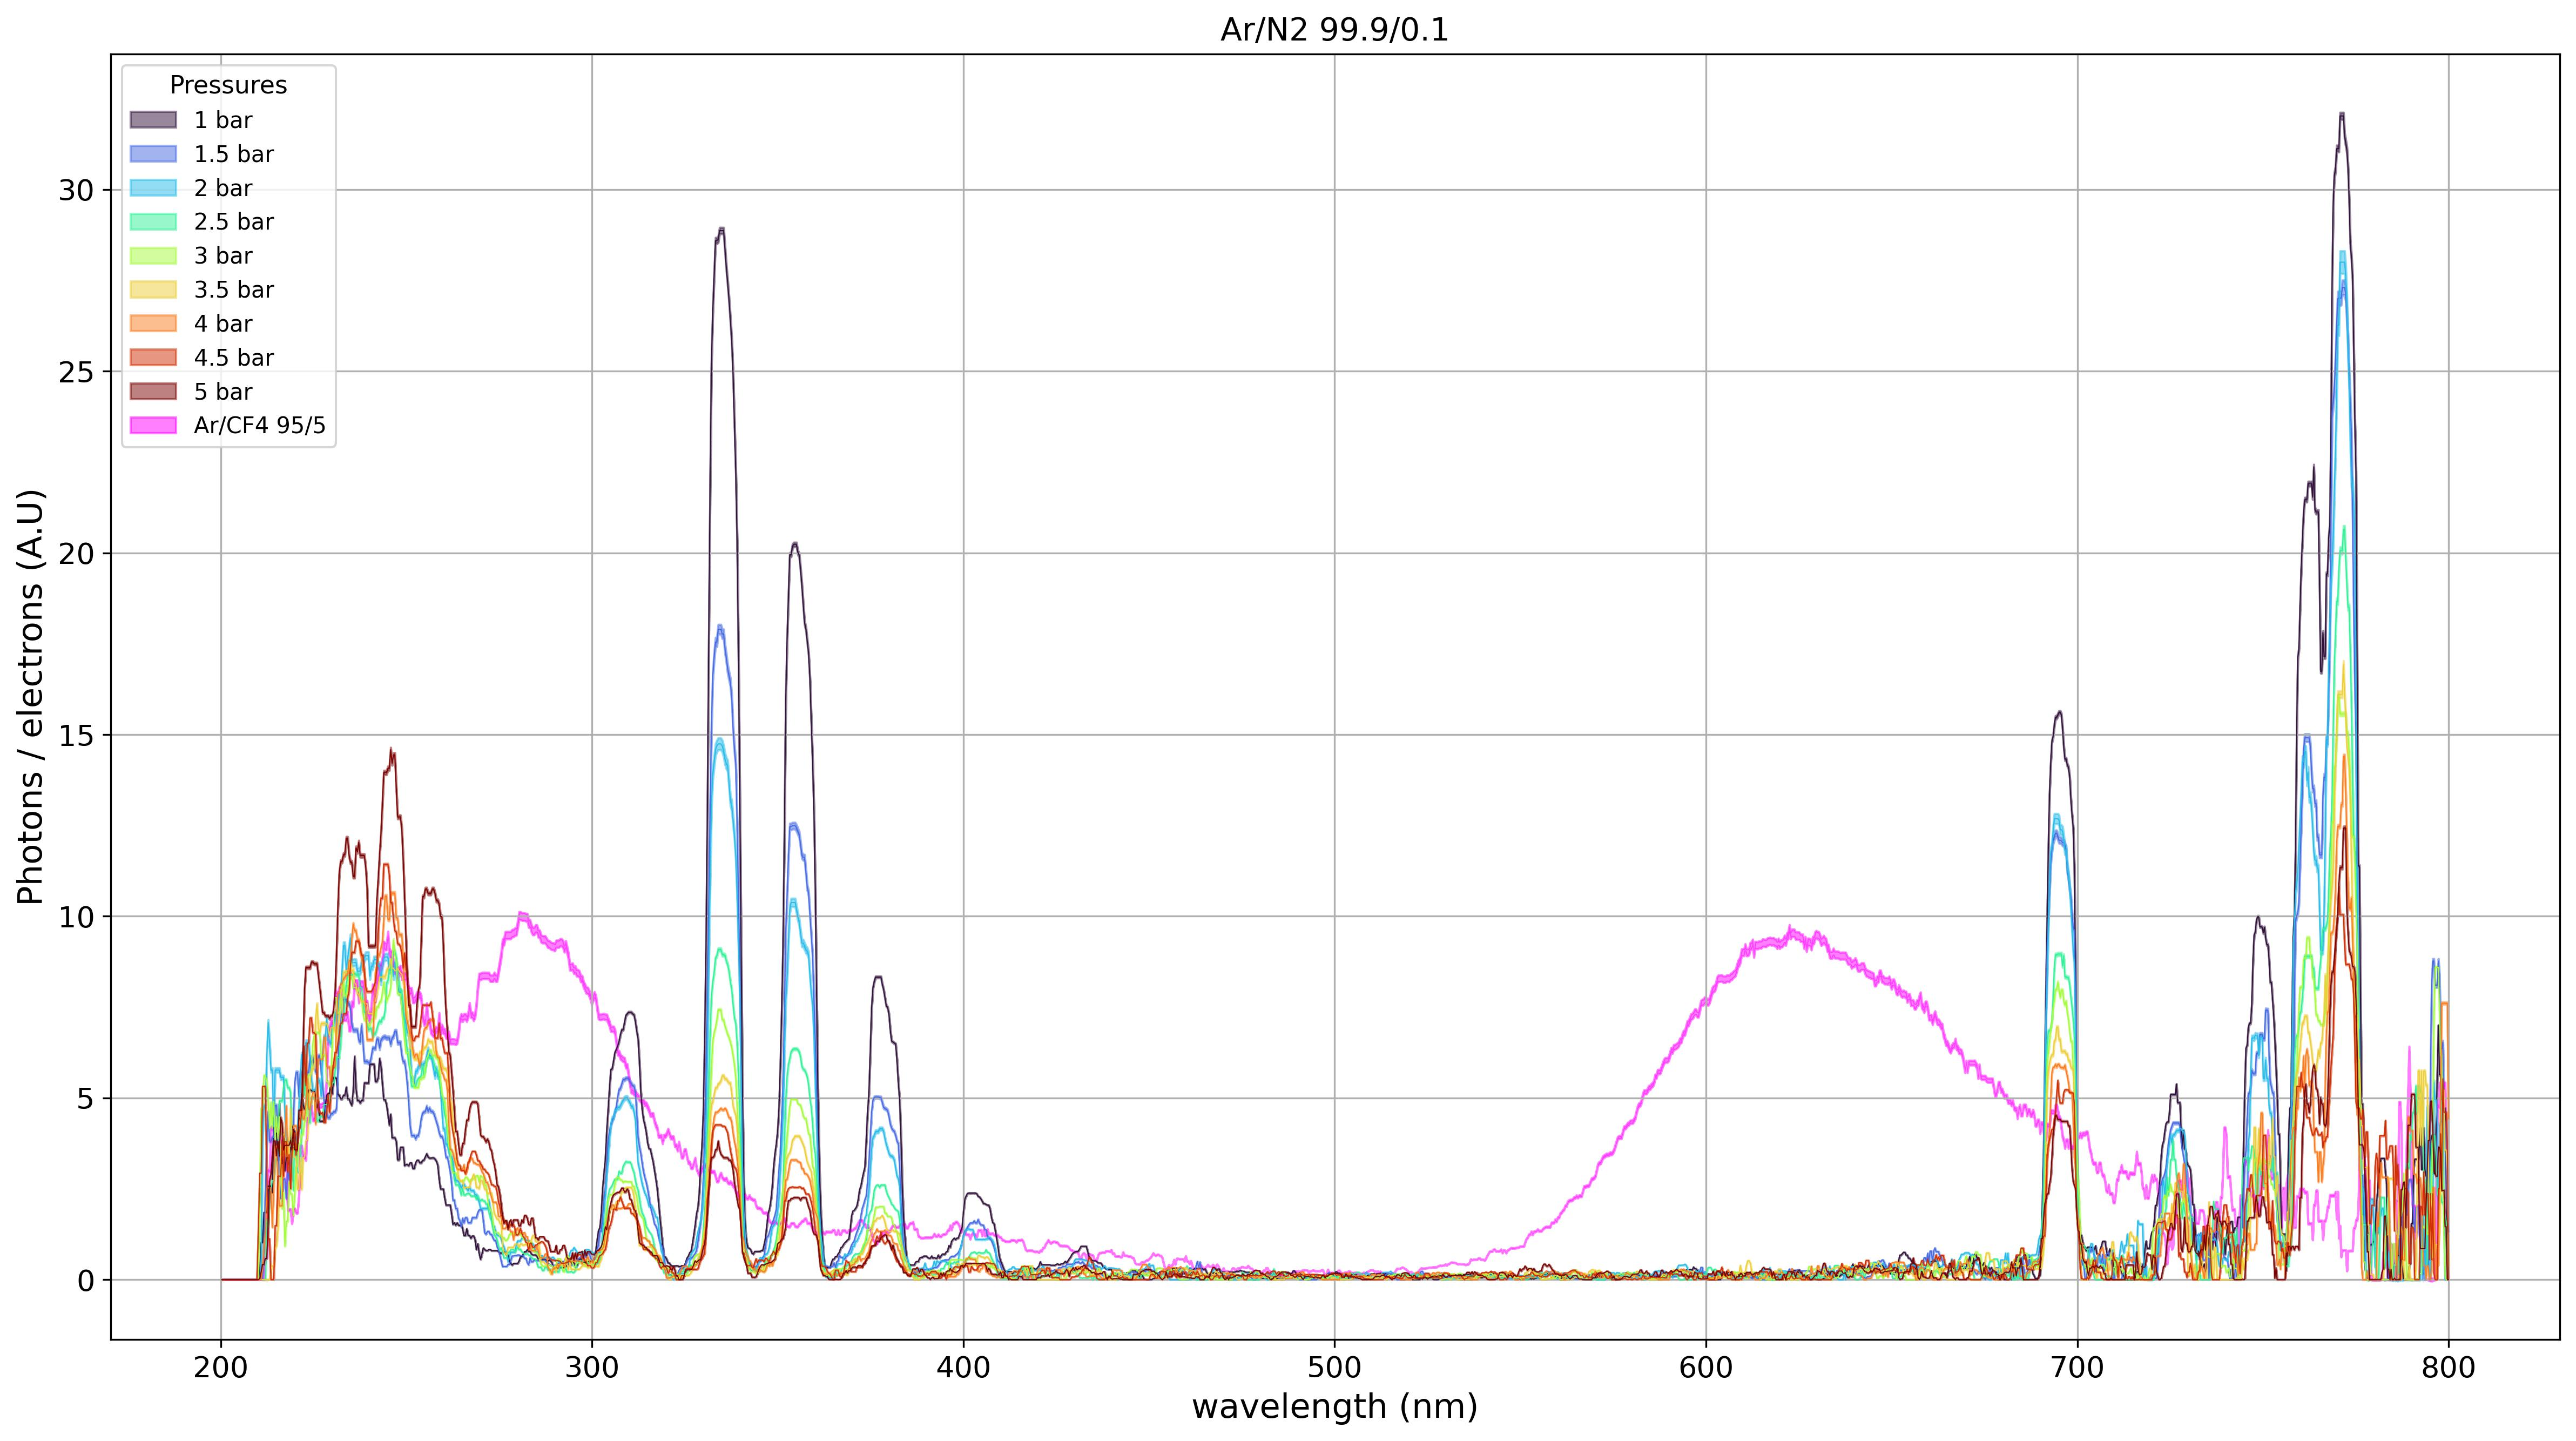 Ar/N2 99.9/0.1
Pressures
1 bar
1.5 bar
2 bar
2.5 bar
3 bar
3.5 bar
4 bar
4.5 bar
5 bar
Ar/CF4 95/5
Photons / electrons (A.U)
30
25
20
15
10
5
0
200 300 400 500 600 700 800
wavelength (nm)